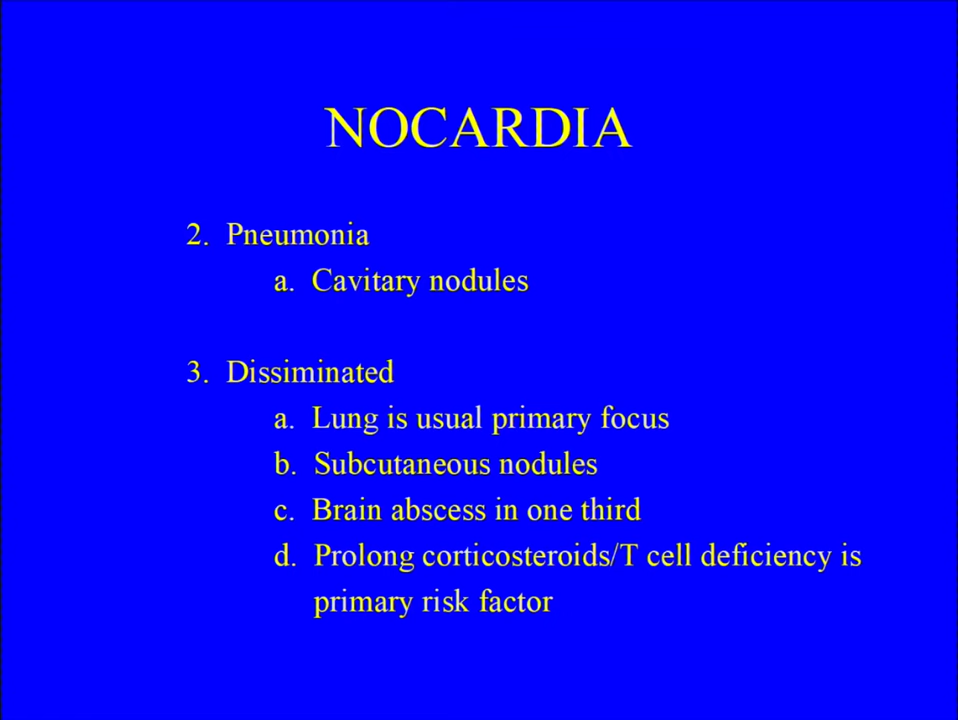 NOCARDIA
2. Pneumonia
a. Cavitary nodules
3. Dissiminated
a. Lung is usual primary focus
b. Subcutaneous nodules
c. Brain abscess in one third
d. Prolong corticosteroids/T cell deficiency is
primary risk factor